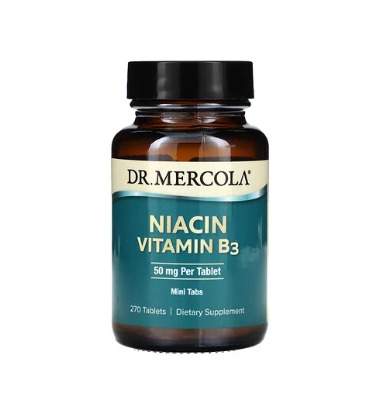 DR. MERCOLA®
NIACIN
VITAMIN B3
50 mg Per Tablet
Mini Tabs
270 Tablets | Dietary Supplement